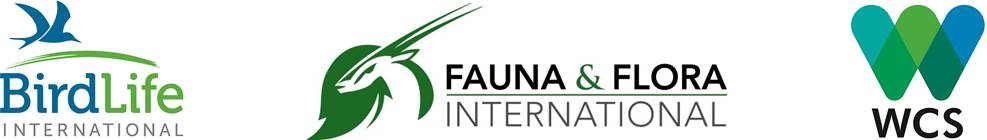 BirdLife
INTERNATIONAL
FAUNA & FLORA
INTERNATIONAL
WCS